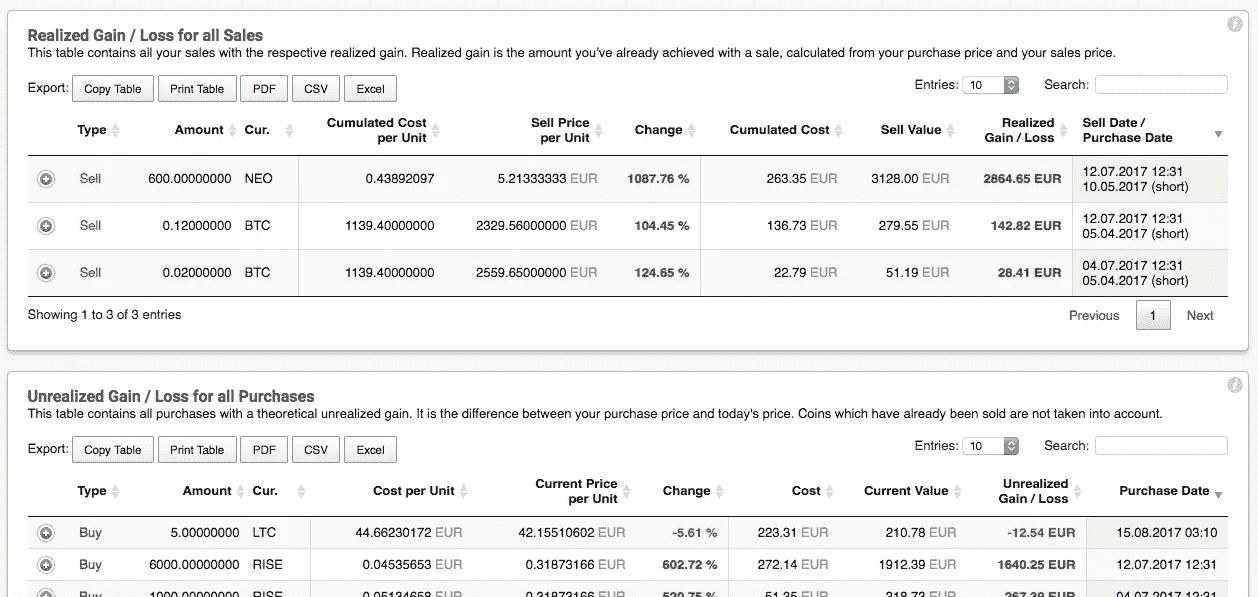 Realized Gain / Loss for all Sales
This table contains all your sales with the respective realized gain. Realized gain is the amount you've already achieved with a sale, calculated from your purchase price and your sales price.
Export: Copy Table Print Table PDF CSV Excel Entries: 10 Search:
Type Amount Cur. Cumulated Cost per Unit Sell Price per Unit Change Cumulated Cost Sell Value Realized Gain / Loss Sell Date / Purchase Date
Sell 600.00000000 NEO 0.43892097 5.21333333 EUR 1087.76 % 263.35 EUR 3128.00 EUR 2864.65 EUR 12.07.2017 12:31
10.05.2017 (short)
Sell 0.12000000 BTC 1139.40000000 2329.56000000 EUR 104.45 % 136.73 EUR 279.55 EUR 142.82 EUR 12.07.2017 12:31
05.04.2017 (short)
Sell 0.02000000 BTC 1139.40000000 2559.65000000 EUR 124.65 % 22.79 EUR 51.19 EUR 28.41 EUR 04.07.2017 12:31
05.04.2017 (short)
Showing 1 to 3 of 3 entries Previous 1 Next
Unrealized Gain / Loss for all Purchases
This table contains all purchases with a theoretical unrealized gain. It is the difference between your purchase price and today's price. Coins which have already been sold are not taken into account.
Export: Copy Table Print Table PDF CSV Excel Entries: 10 Search:
Type Amount Cur. Cost per Unit Current Price per Unit Change Cost Current Value Unrealized Gain / Loss Purchase Date
Buy 5.00000000 LTC 44.66230172 EUR 42.15510602 EUR -5.61 % 223.31 EUR 210.78 EUR -12.54 EUR 15.08.2017 03:10
Buy 6000.00000000 RISE 0.04535653 EUR 0.31873166 EUR 602.72 % 272.14 EUR 1912.39 EUR 1640.25 EUR 12.07.2017 12:31
Buy 1000.00000000 RISE 0.05134658 EUR 0.31873166 EUR 520.75 % 51.35 EUR 318.73 EUR 267.39 EUR 04.07.2017 12:31